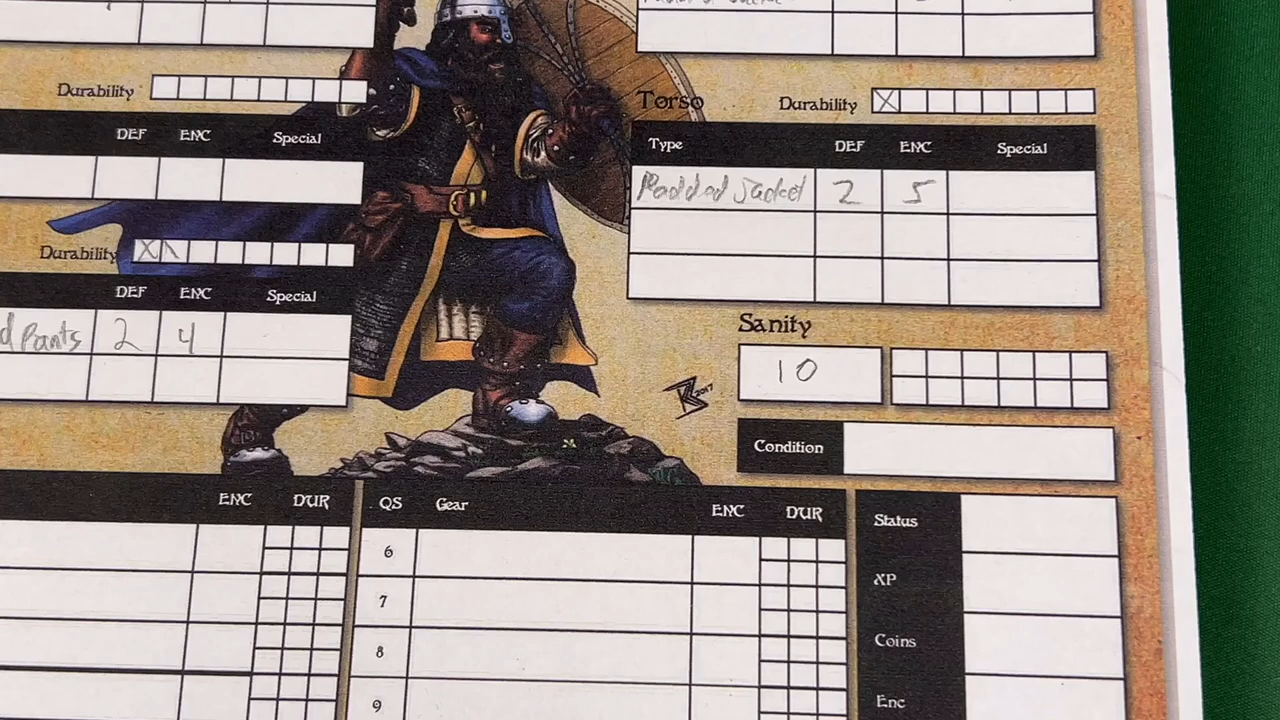 Durability
DEF ENC Special
Durability X
DEF ENC Special
Pants 2 4
Torso Durability X
Type DEF ENC Special
Padded Jacket 2 5
Sanity
10
2017
Condition
ENC DUR
QS Gear ENC DUR
6
7
8
9
Status
XP
Coins
Enc